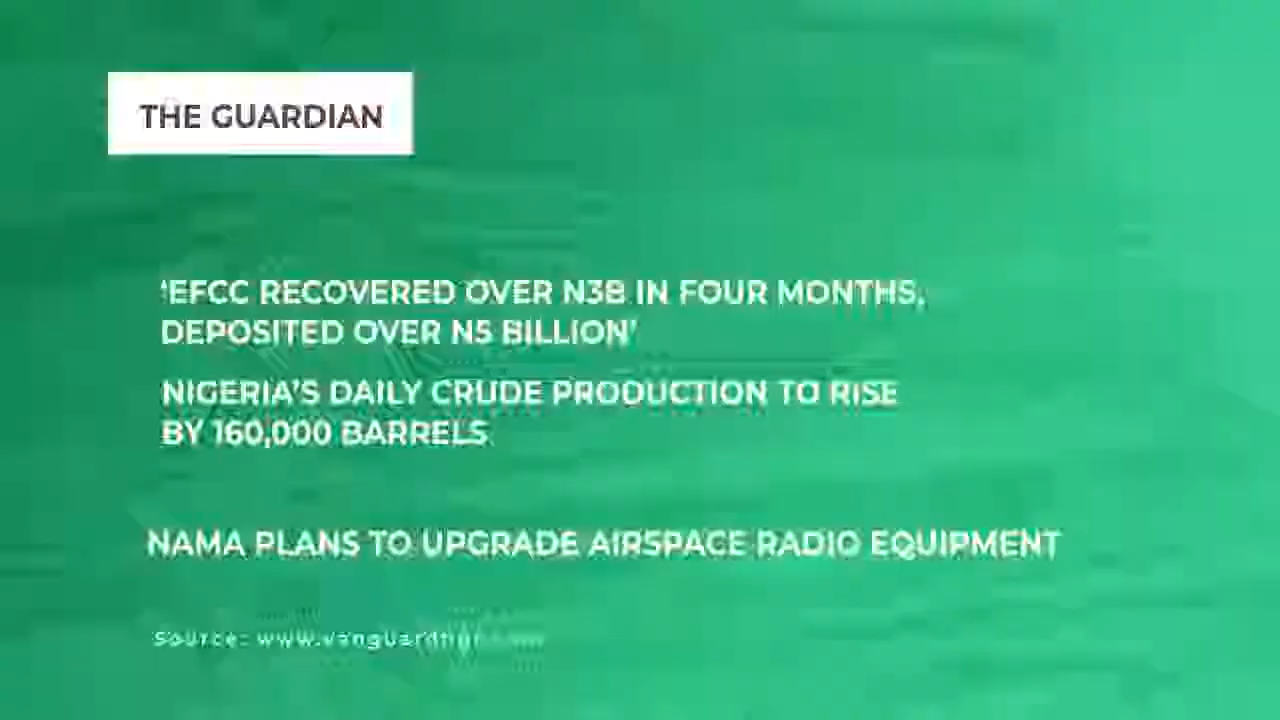 THE GUARDIAN
'EFCC RECOVERED OVER N3B IN FOUR MONTHS,
DEPOSITED OVER N5 BILLION'
NIGERIA'S DAILY CRUDE PRODUCTION TO RISE
BY 160,000 BARRELS
NAMA PLANS TO UPGRADE AIRSPACE RADIO EQUIPMENT
Source: